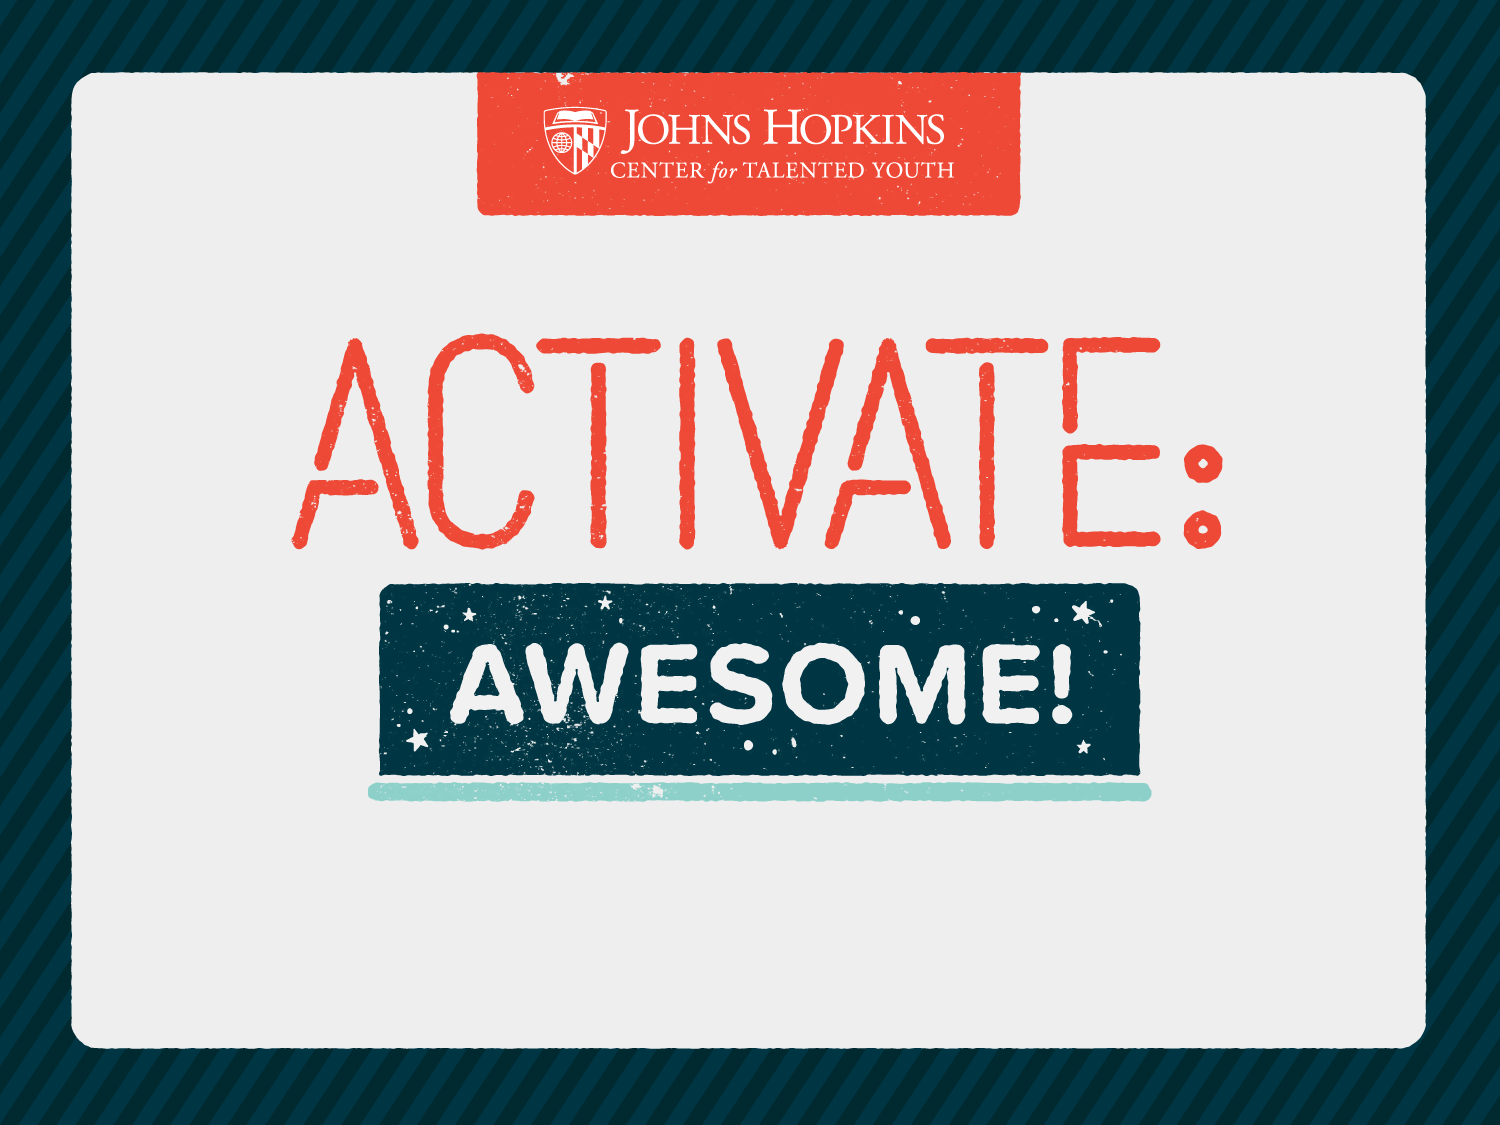 JOHNS HOPKINS
CENTER for TALENTED YOUTH
ACTIVATE:
AWESOME!